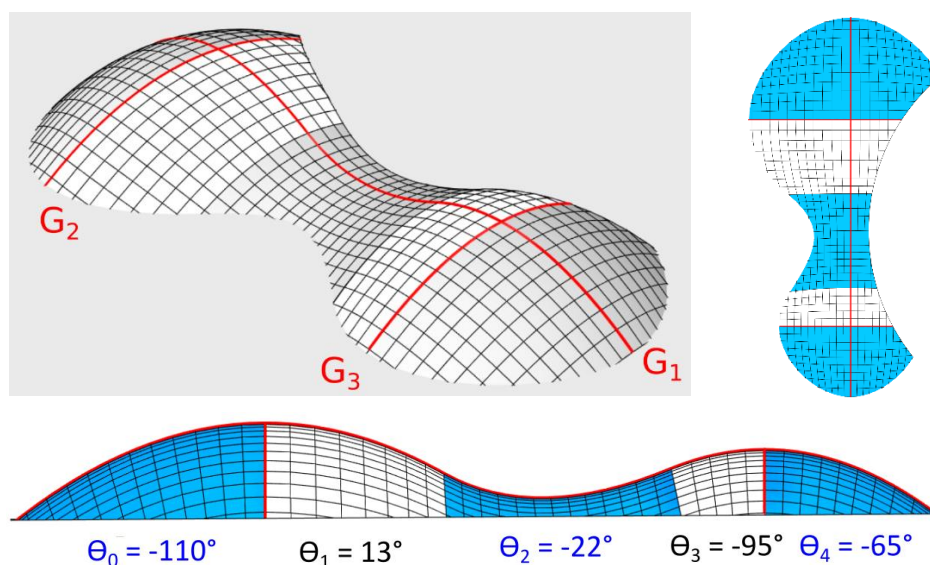 G₂
G₃
G₁
Θ₀ = -110°
Θ₁ = 13°
Θ₂ = -22°
Θ₃ = -95°
Θ₄ = -65°